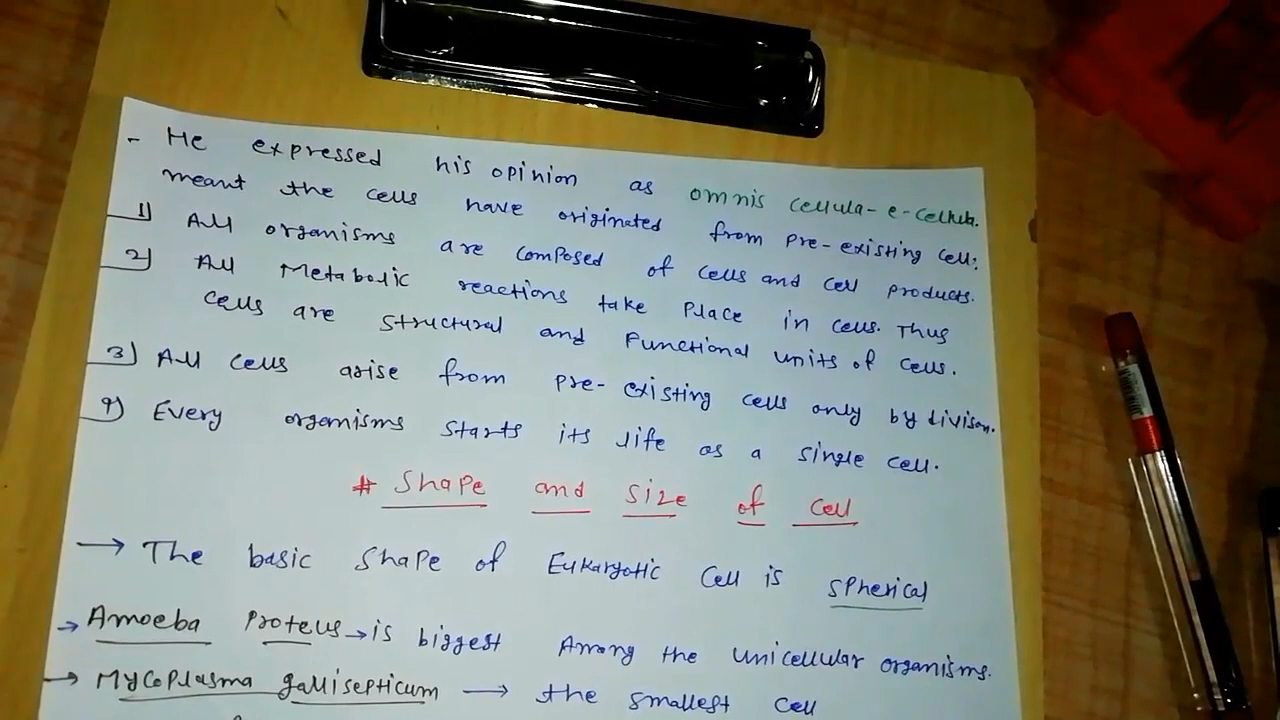 - He expressed his opinion as omnis cellula-e-cellula.
meant the cells have originated from pre-existing cell:
1) All organisms are composed of cells and cell products.
2) All Metabolic reactions take place in cells. Thus
cells are structural and Functional units of cells.
3) All cells arise from pre-existing cells only by divison.
4) Every organisms starts its life as a single cell.
# Shape and Size of cell
→ The basic shape of Eukaryotic cell is spherical
→ Amoeba Proteus → is biggest Among the unicellular organisms.
→ Mycoplasma gallisepticum → the smallest cell